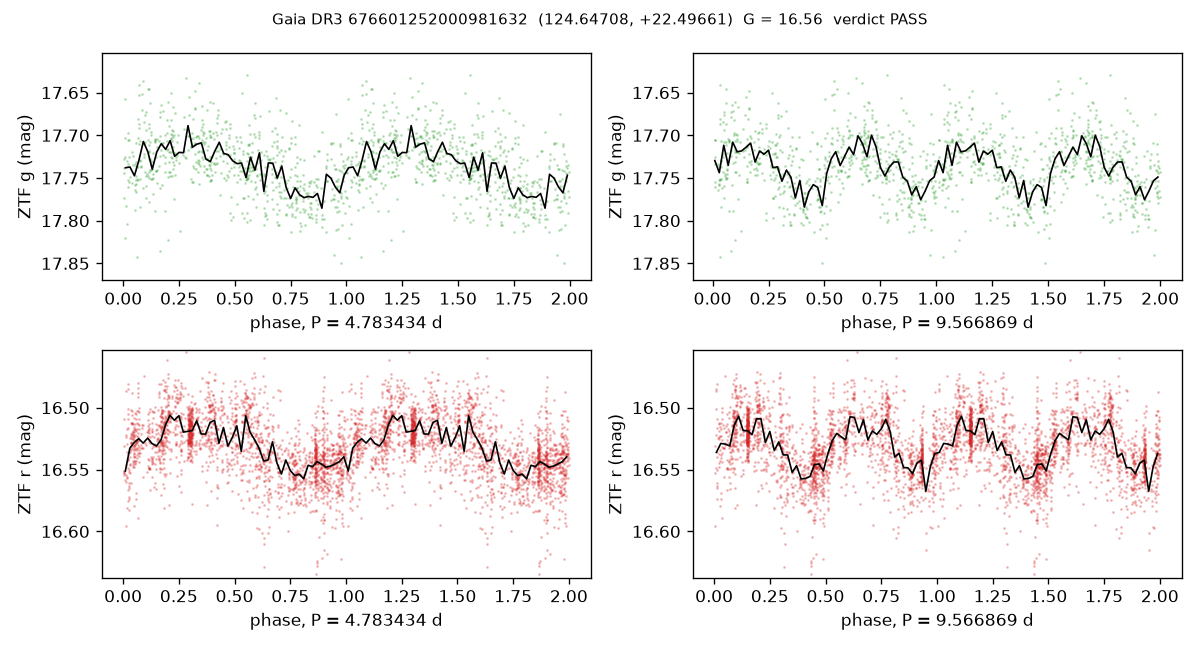 Gaia DR3 676601252000981632  (124.64708, +22.49661)  G = 16.56  verdict PASS
ZTF g (mag)
17.65
17.70
17.75
17.80
17.85
0.00 0.25 0.50 0.75 1.00 1.25 1.50 1.75 2.00
phase, P = 4.783434 d
ZTF g (mag)
17.65
17.70
17.75
17.80
17.85
0.00 0.25 0.50 0.75 1.00 1.25 1.50 1.75 2.00
phase, P = 9.566869 d
ZTF r (mag)
16.50
16.55
16.60
0.00 0.25 0.50 0.75 1.00 1.25 1.50 1.75 2.00
phase, P = 4.783434 d
ZTF r (mag)
16.50
16.55
16.60
0.00 0.25 0.50 0.75 1.00 1.25 1.50 1.75 2.00
phase, P = 9.566869 d